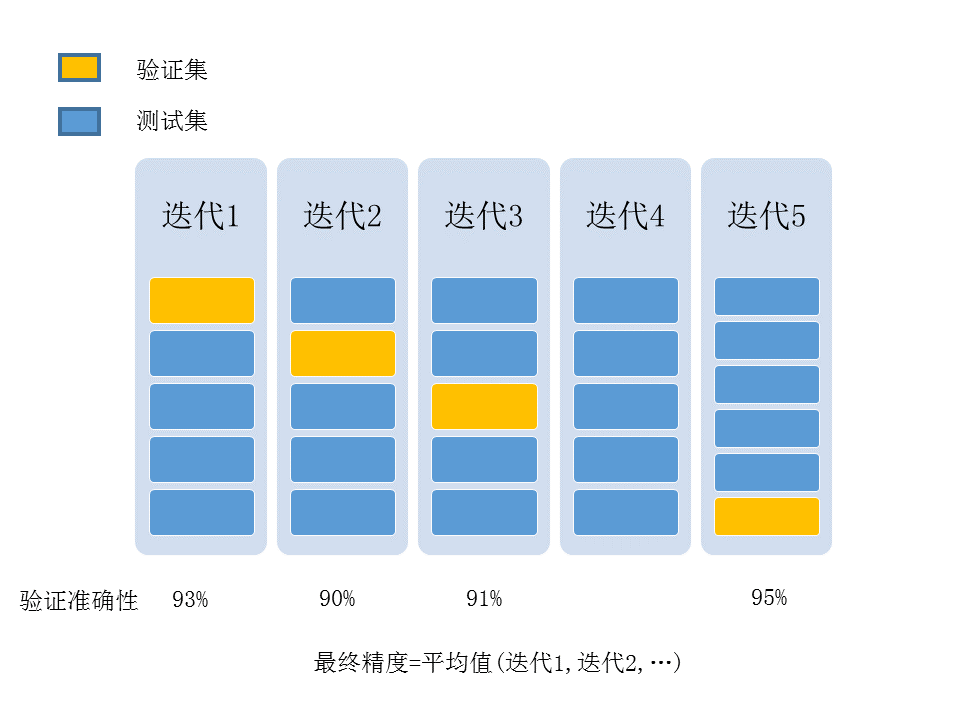 验证集
测试集
迭代1 迭代2 迭代3 迭代4 迭代5
验证准确性 93% 90% 91% 95%
最终精度=平均值(迭代1,迭代2,…)